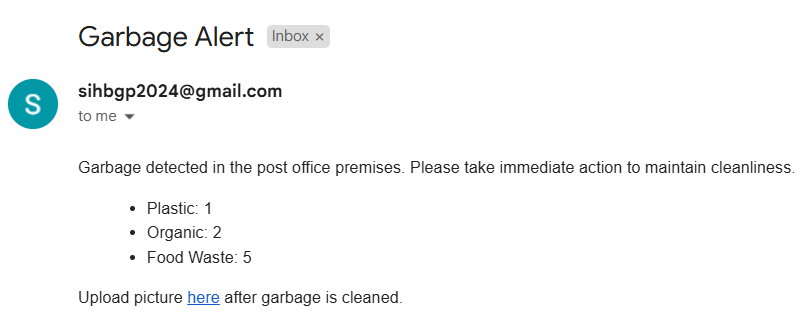 Garbage Alert Inbox ×
S
sihbgp2024@gmail.com
to me
Garbage detected in the post office premises. Please take immediate action to maintain cleanliness.
• Plastic: 1
• Organic: 2
• Food Waste: 5
Upload picture here after garbage is cleaned.